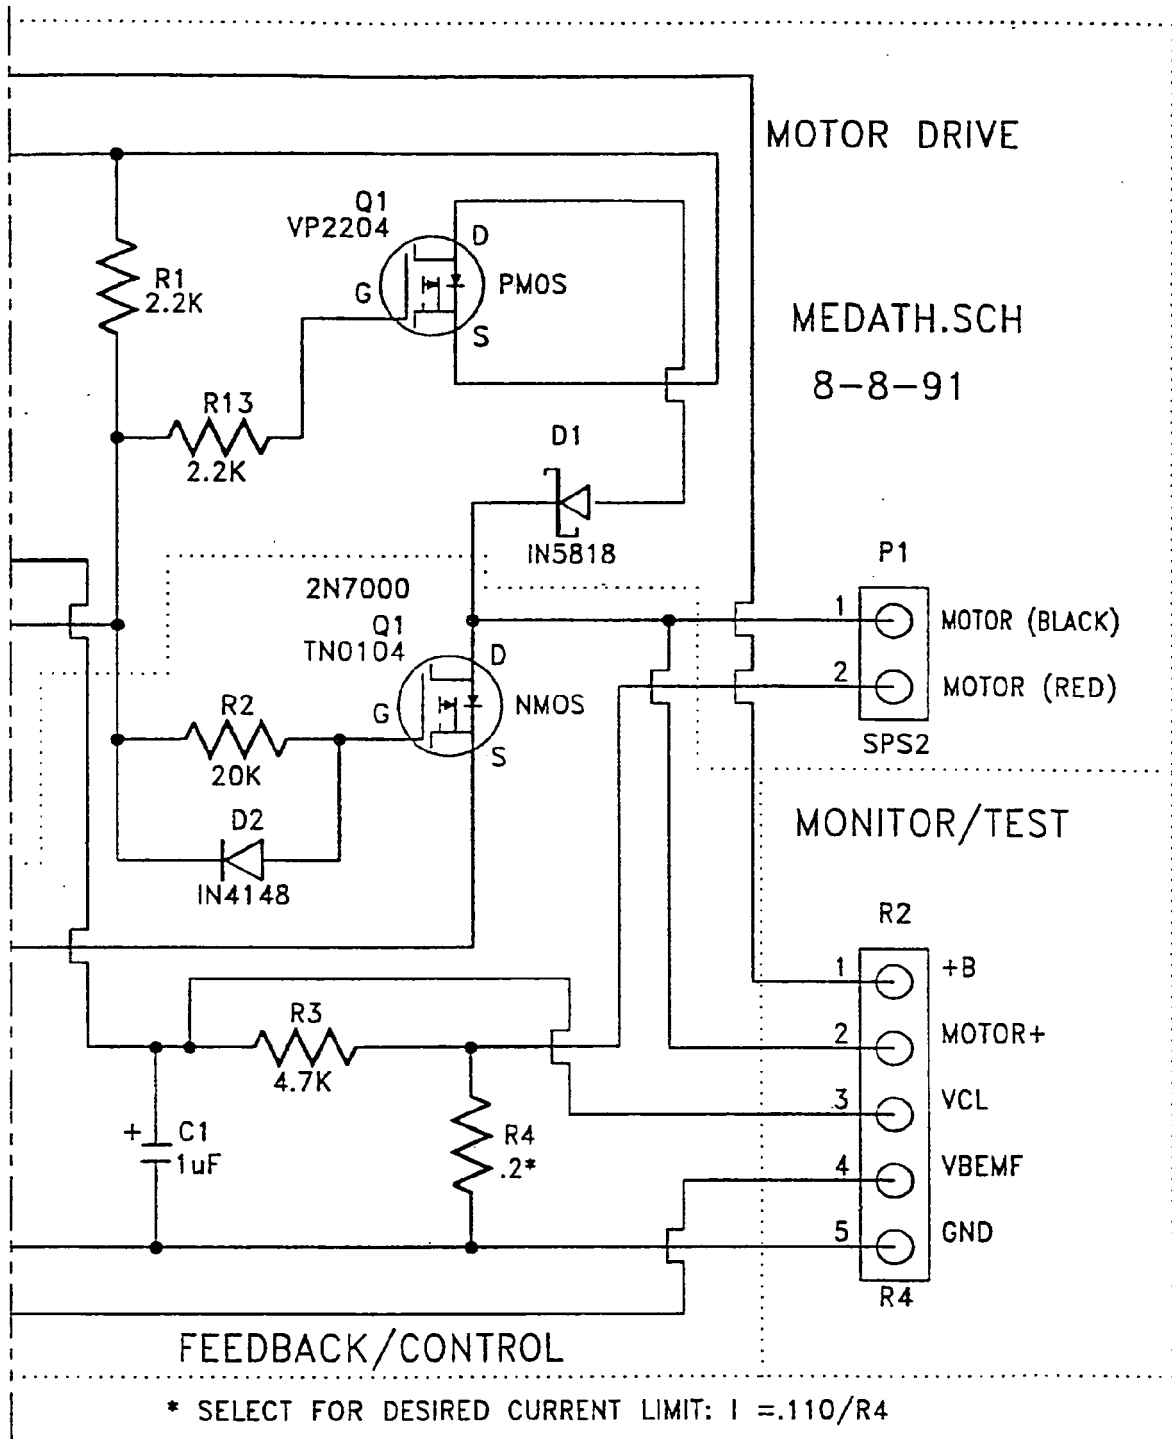 MOTOR DRIVE
Q1
VP2204
D
G
PMOS
S
R1
2.2K
MEDATH.SCH
8-8-91
R13
2.2K
D1
IN5818
P1
2N7000
Q1
TN0104
D
G
NMOS
S
1
MOTOR (BLACK)
2
MOTOR (RED)
SPS2
R2
20K
D2
IN4148
MONITOR/TEST
R2
1
+B
2
MOTOR+
3
VCL
4
VBEMF
5
GND
R4
R3
4.7K
+
C1
1uF
R4
.2*
FEEDBACK/CONTROL
* SELECT FOR DESIRED CURRENT LIMIT: I =.110/R4